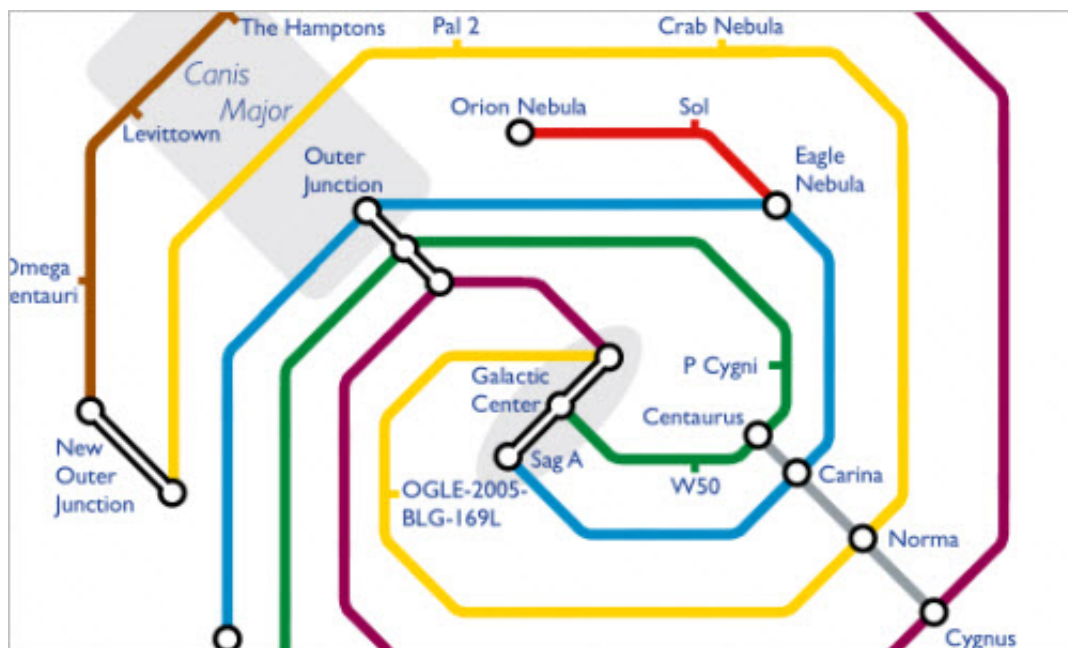 The Hamptons
Pal 2
Crab Nebula
Canis
Major
Levittown
Orion Nebula
Sol
Outer
Junction
Eagle
Nebula
Omega
entauri
P Cygni
Galactic
Center
Centaurus
New
Outer
Junction
Sag A
W50
Carina
OGLE-2005-
BLG-169L
Norma
Cygnus